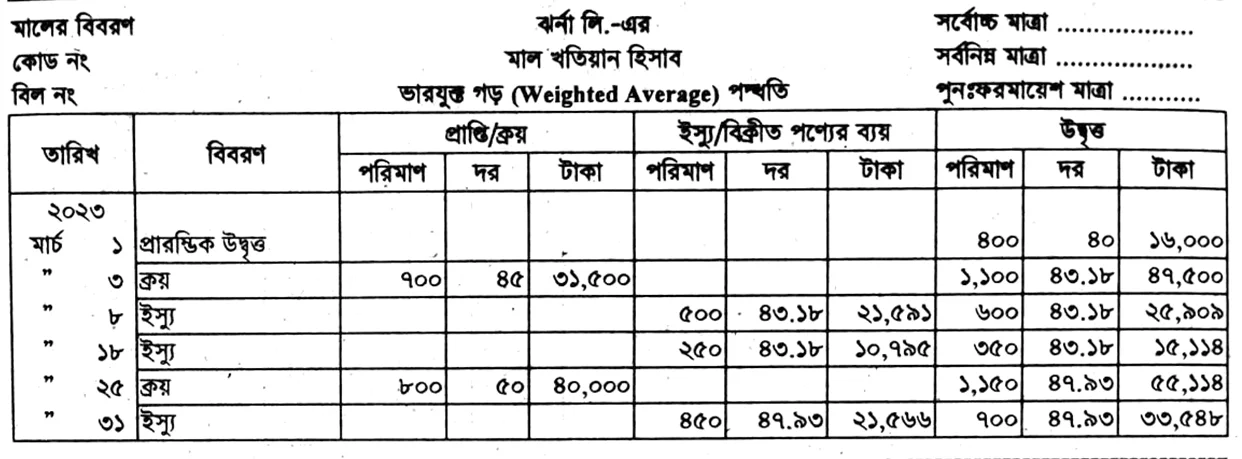 মালের বিবরণ ঝর্না লি.-এর সর্বোচ্চ মাত্রা ...................
কোড নং মাল খতিয়ান হিসাব সর্বনিম্ন মাত্রা ...................
বিল নং ভারযুক্ত গড় (Weighted Average) পদ্ধতি পুনঃফরমায়েশ মাত্রা ...........
তারিখ বিবরণ প্রাপ্তি/ক্রয় ইস্যু/বিক্রীত পণ্যের ব্যয় উদ্বৃত্ত
পরিমাণ দর টাকা পরিমাণ দর টাকা পরিমাণ দর টাকা
২০২৩
মার্চ ১ প্রারম্ভিক উদ্বৃত্ত ৪০০ ৪০ ১৬,০০০
" ৩ ক্রয় ৭০০ ৪৫ ৩১,৫০০ ১,১০০ ৪৩.১৮ ৪৭,৫০০
" ৮ ইস্যু ৫০০ ৪৩.১৮ ২১,৫৯১ ৬০০ ৪৩.১৮ ২৫,৯০৯
" ১৮ ইস্যু ২৫০ ৪৩.১৮ ১০,৭৯৫ ৩৫০ ৪৩.১৮ ১৫,১১৪
" ২৫ ক্রয় ৮০০ ৫০ ৪০,০০০ ১,১৫০ ৪৭.৯৩ ৫৫,১১৪
" ৩১ ইস্যু ৪৫০ ৪৭.৯৩ ২১,৫৬৬ ৭০০ ৪৭.৯৩ ৩৩,৫৪৮